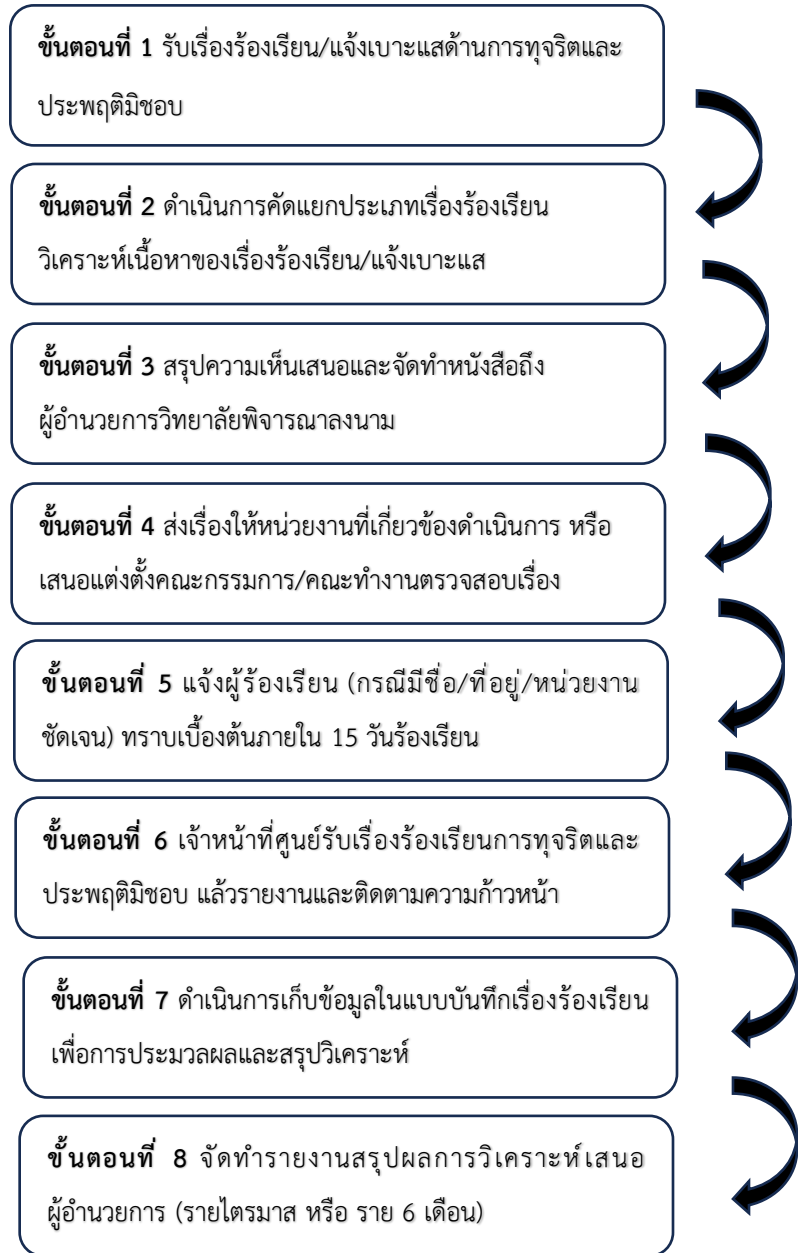 ขั้นตอนที่ 1 รับเรื่องร้องเรียน/แจ้งเบาะแสด้านการทุจริตและ
ประพฤติมิชอบ
ขั้นตอนที่ 2 ดำเนินการคัดแยกประเภทเรื่องร้องเรียน
วิเคราะห์เนื้อหาของเรื่องร้องเรียน/แจ้งเบาะแส
ขั้นตอนที่ 3 สรุปความเห็นเสนอและจัดทำหนังสือถึง
ผู้อำนวยการวิทยาลัยพิจารณาลงนาม
ขั้นตอนที่ 4 ส่งเรื่องให้หน่วยงานที่เกี่ยวข้องดำเนินการ หรือ
เสนอแต่งตั้งคณะกรรมการ/คณะทำงานตรวจสอบเรื่อง
ขั้นตอนที่ 5 แจ้งผู้ร้องเรียน (กรณีมีชื่อ/ที่อยู่/หน่วยงาน
ชัดเจน) ทราบเบื้องต้นภายใน 15 วันร้องเรียน
ขั้นตอนที่ 6 เจ้าหน้าที่ศูนย์รับเรื่องร้องเรียนการทุจริตและ
ประพฤติมิชอบ แล้วรายงานและติดตามความก้าวหน้า
ขั้นตอนที่ 7 ดำเนินการเก็บข้อมูลในแบบบันทึกเรื่องร้องเรียน
เพื่อการประมวลผลและสรุปวิเคราะห์
ขั้นตอนที่ 8 จัดทำรายงานสรุปผลการวิเคราะห์เสนอ
ผู้อำนวยการ (รายไตรมาส หรือ ราย 6 เดือน)